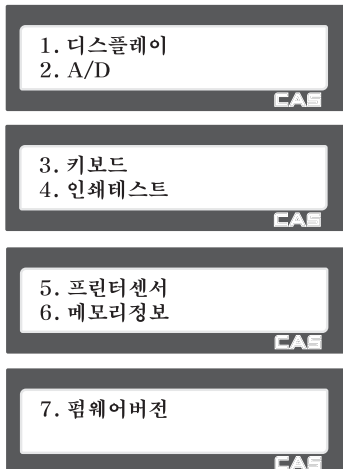 1. 디스플레이
2. A/D
CAS
3. 키보드
4. 인쇄테스트
CAS
5. 프린터센서
6. 메모리정보
CAS
7. 펌웨어버전
CAS